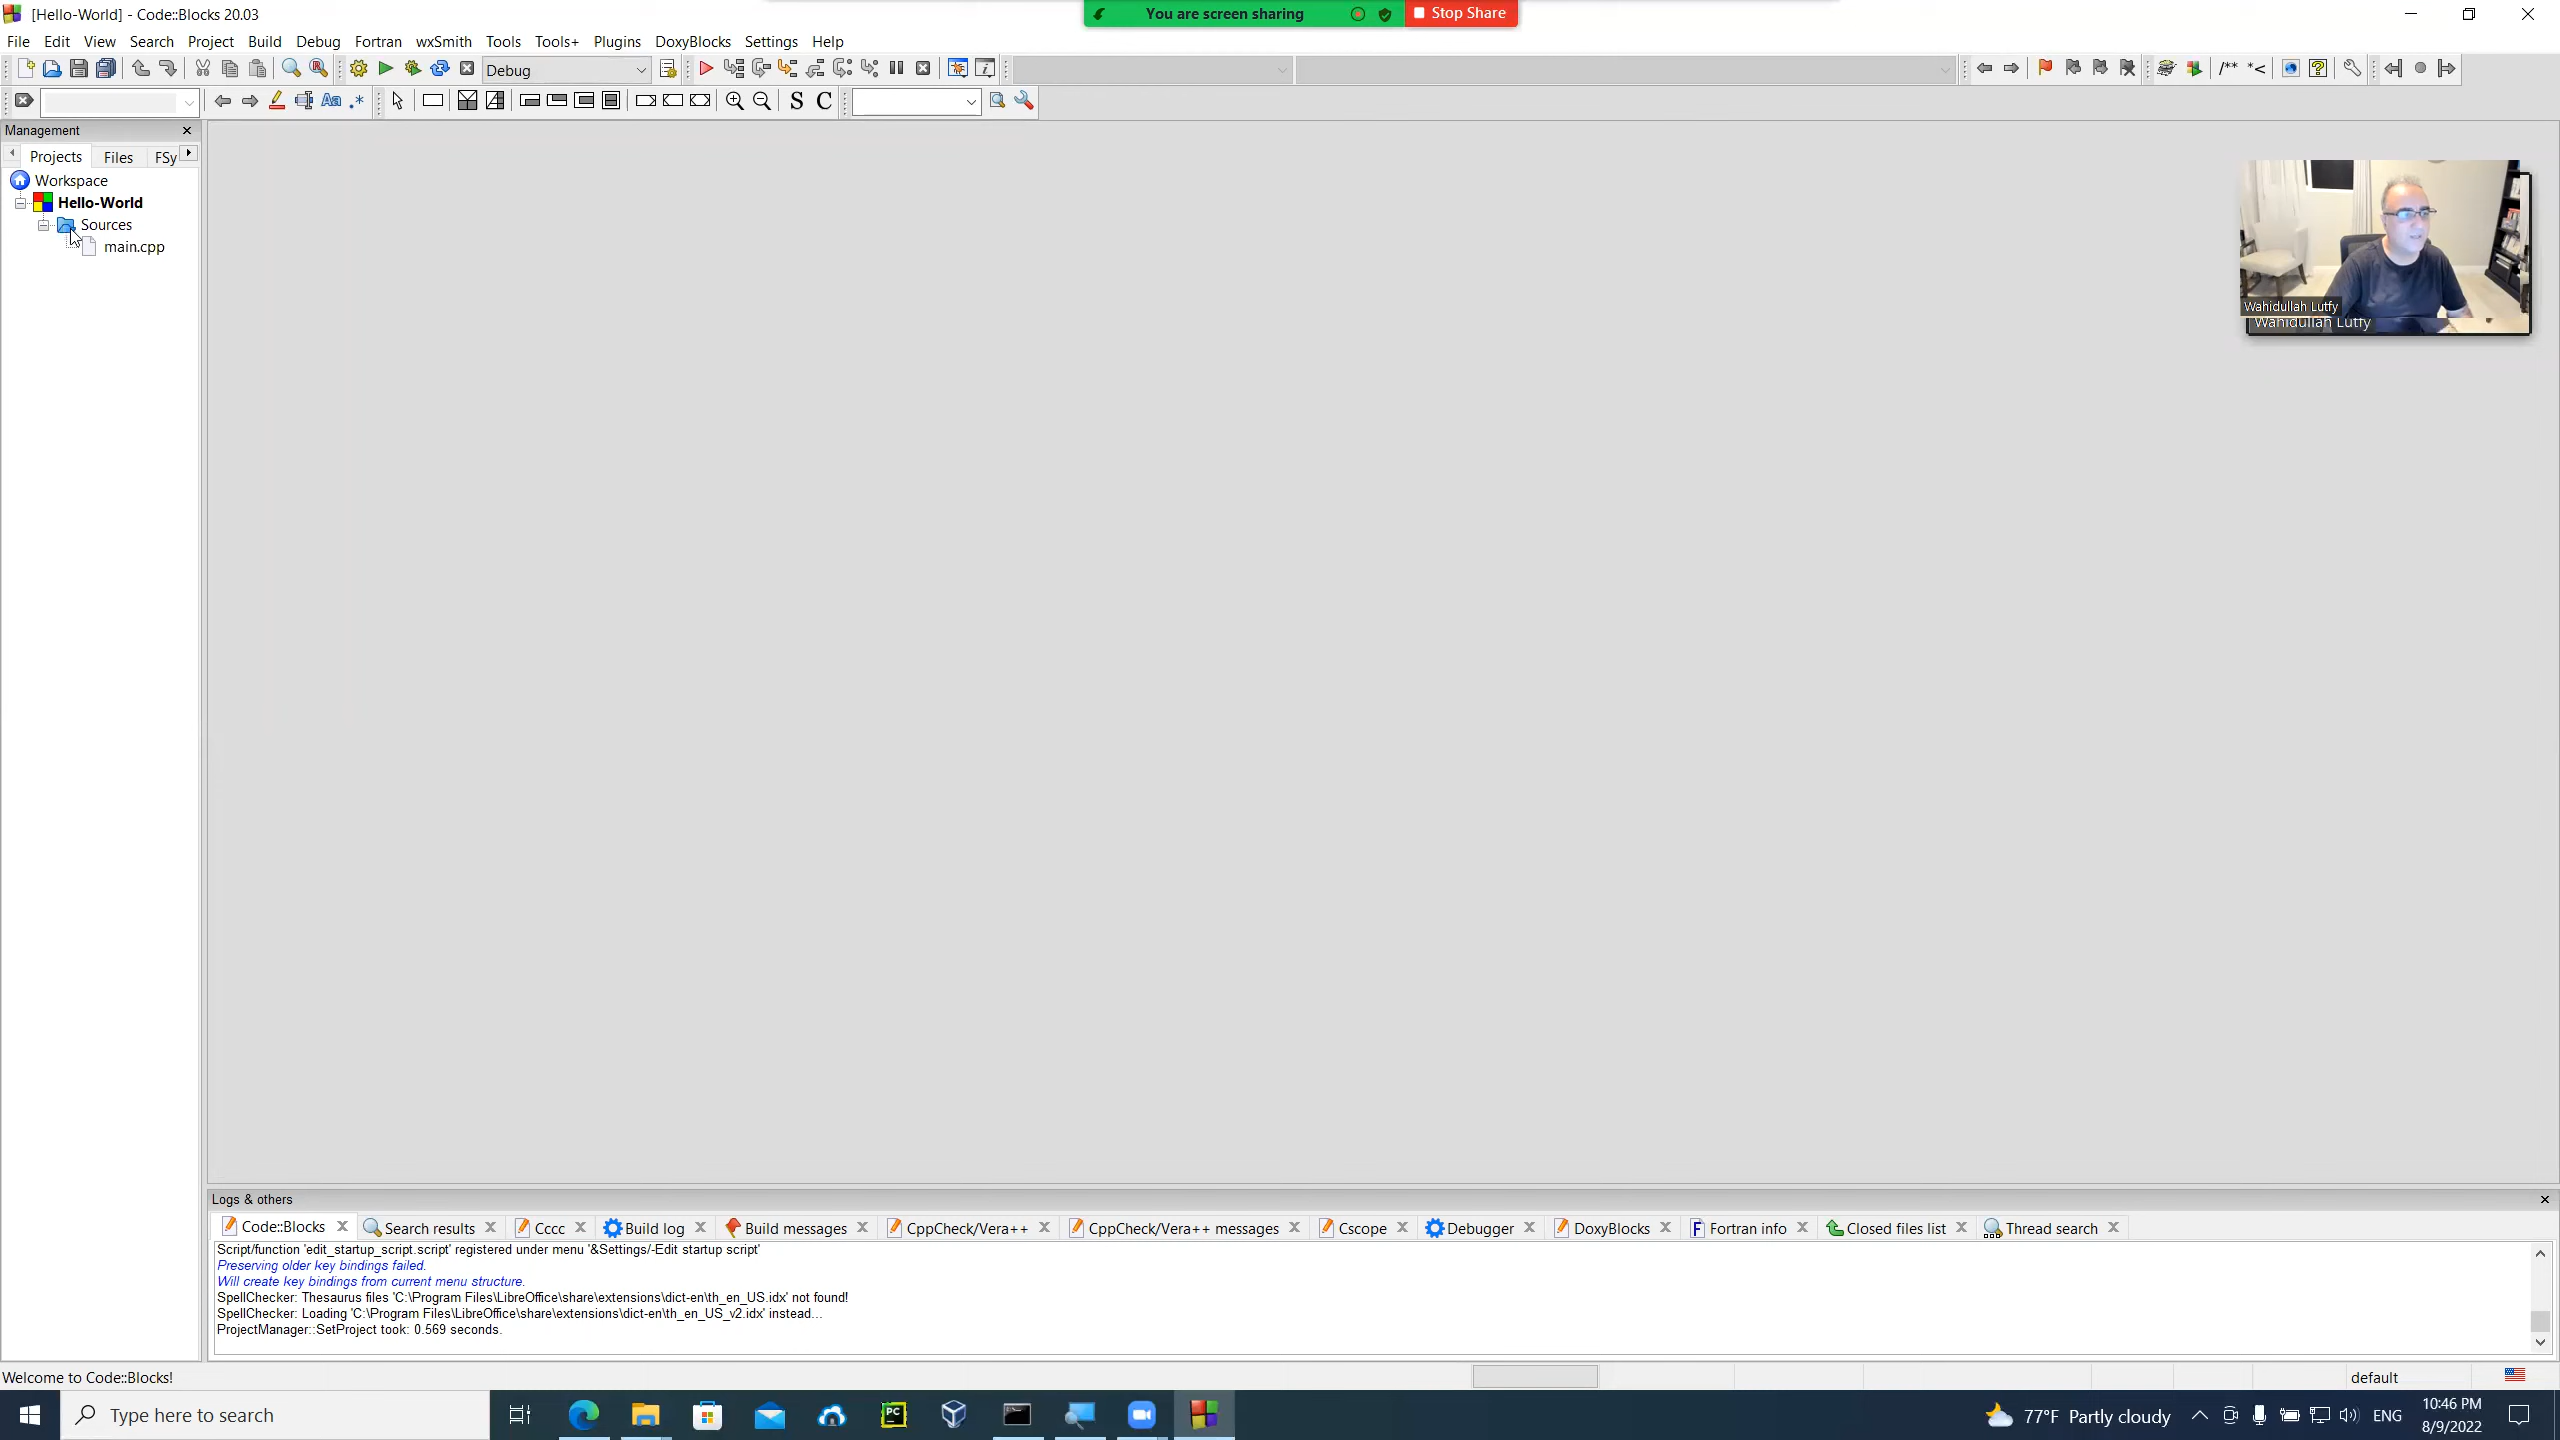 [Hello-World] - Code::Blocks 20.03
You are screen sharing
Stop Share
File Edit View Search Project Build Debug Fortran wxSmith Tools Tools+ Plugins DoxyBlocks Settings Help
Debug
/** *<
Aa .* S C
Management
Projects Files FSy
Workspace
Hello-World
Sources
main.cpp
Wahidullah Lutfy
Wahidullah Lutfy
Logs & others
Code::Blocks Search results Cccc Build log Build messages CppCheck/Vera++ CppCheck/Vera++ messages Cscope Debugger DoxyBlocks Fortran info Closed files list Thread search
Script/function 'edit_startup_script.script' registered under menu '&Settings/-Edit startup script'
Preserving older key bindings failed.
Will create key bindings from current menu structure.
SpellChecker: Thesaurus files 'C:\Program Files\LibreOffice\share\extensions\dict-en\th_en_US.idx' not found!
SpellChecker: Loading 'C:\Program Files\LibreOffice\share\extensions\dict-en\th_en_US_v2.idx' instead...
ProjectManager::SetProject took: 0.569 seconds.
Welcome to Code::Blocks!
default
Type here to search
PC
77°F Partly cloudy
ENG
10:46 PM
8/9/2022